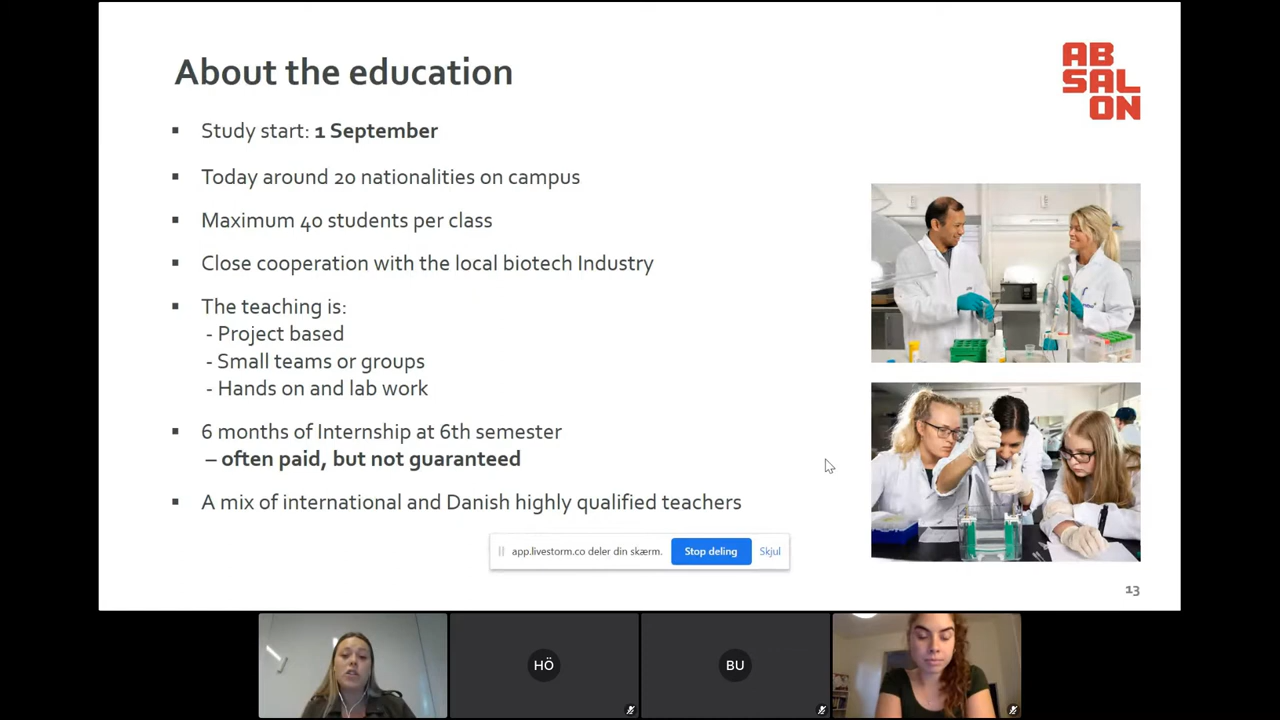 About the education
AB
SAL
ON
▪ Study start: 1 September
▪ Today around 20 nationalities on campus
▪ Maximum 40 students per class
▪ Close cooperation with the local biotech Industry
▪ The teaching is:
- Project based
- Small teams or groups
- Hands on and lab work
▪ 6 months of Internship at 6th semester
– often paid, but not guaranteed
▪ A mix of international and Danish highly qualified teachers
app.livestorm.co deler din skærm. Stop deling Skjul
13
HÖ
BU